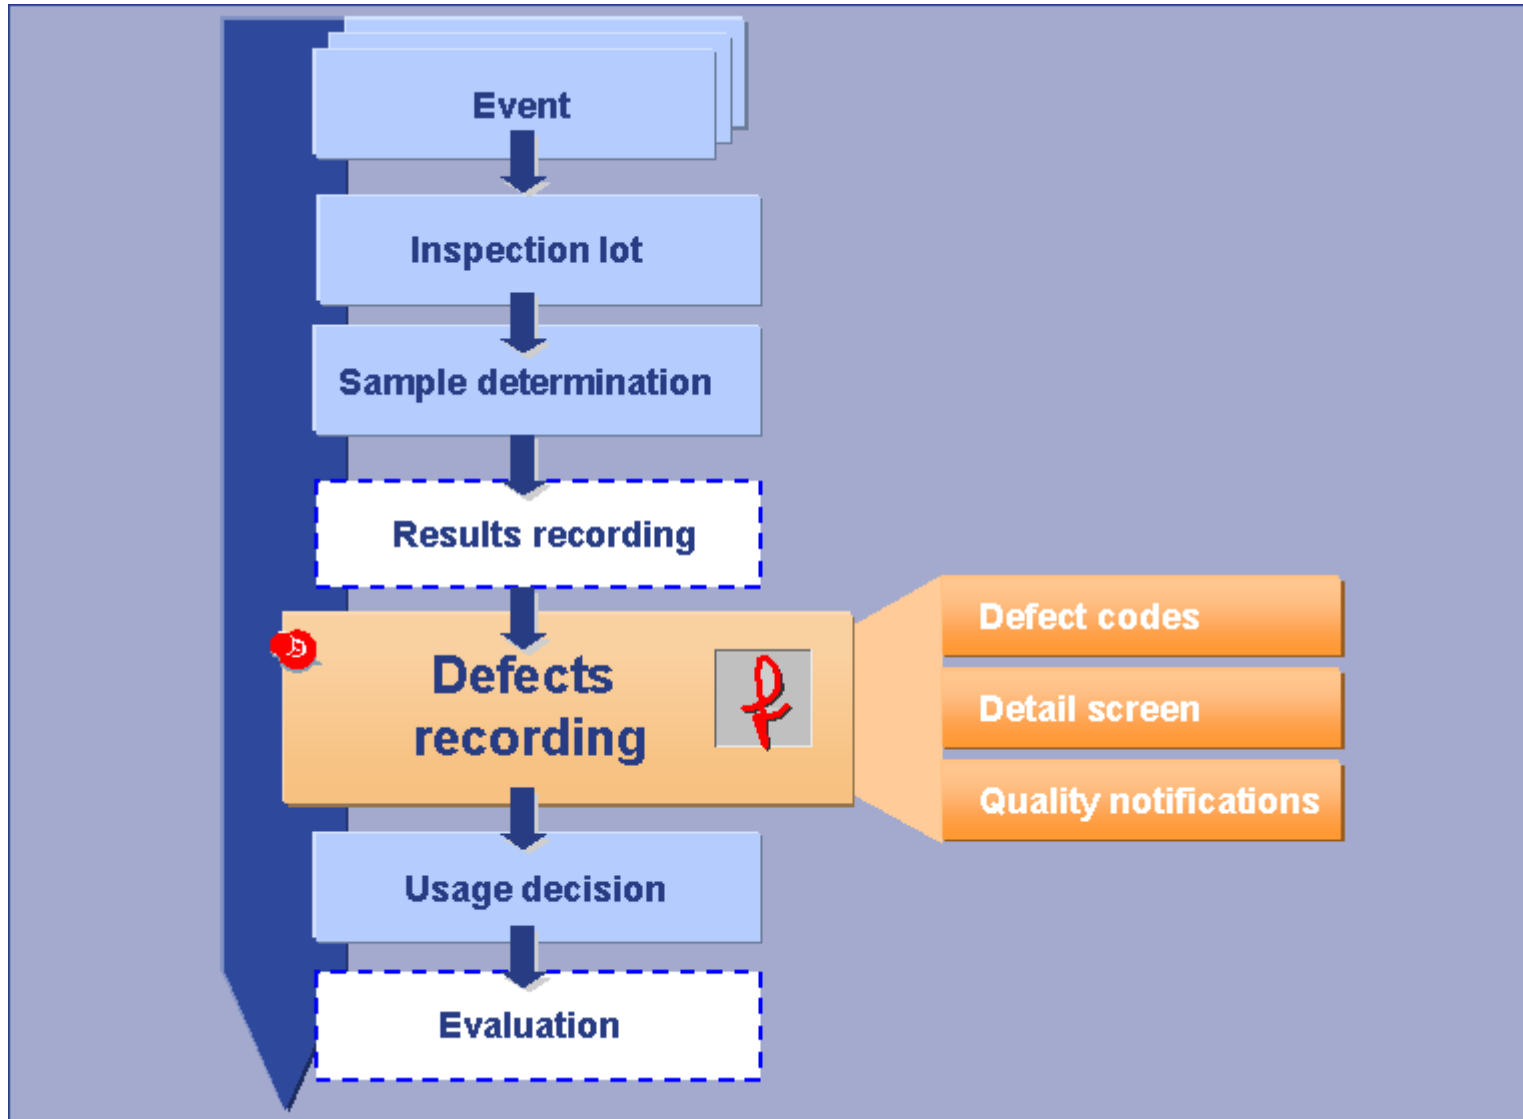 Event
Inspection lot
Sample determination
Results recording
Defects
recording
Defect codes
Detail screen
Quality notifications
Usage decision
Evaluation